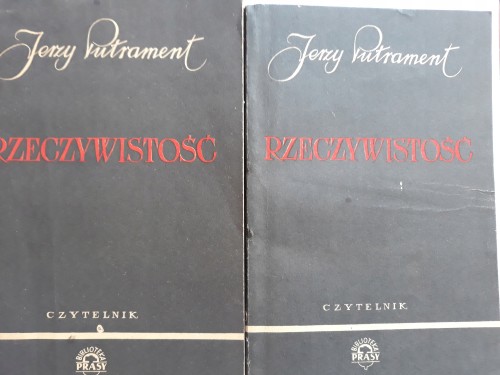 Jerzy Putrament
RZECZYWISTOŚĆ
CZYTELNIK
BIBLIOTEKA
PRASY
Jerzy Putrament
RZECZYWISTOŚĆ
CZYTELNIK
BIBLIOTEKA
PRASY